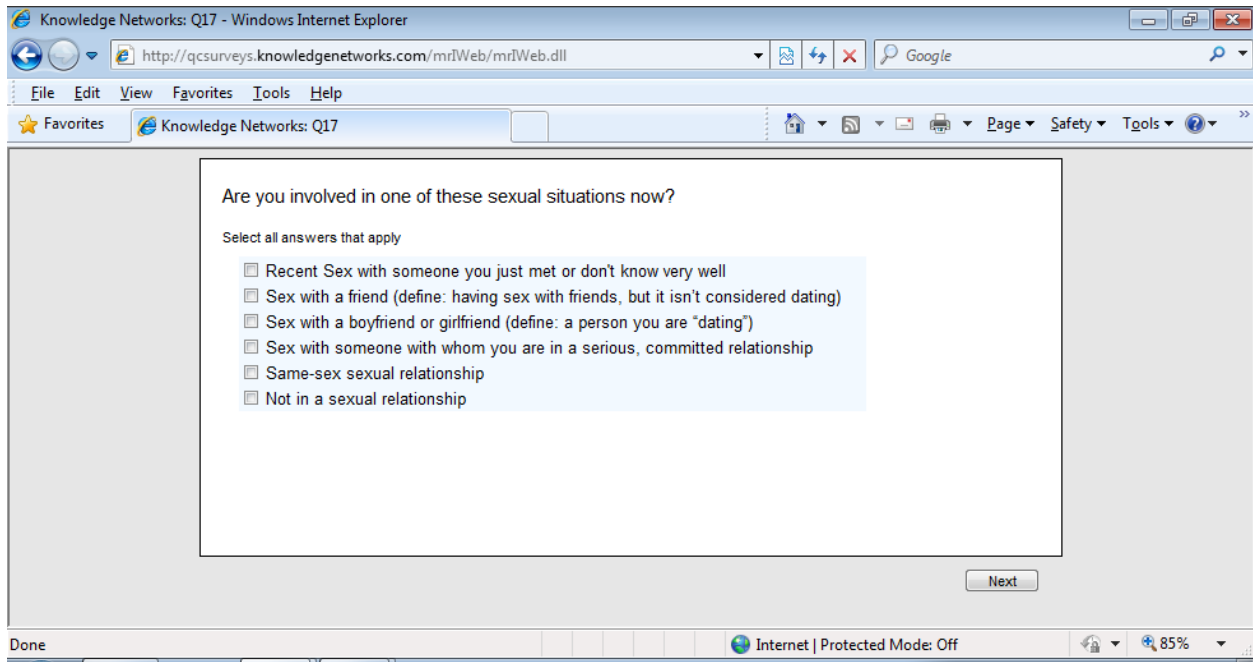 Knowledge Networks: Q17 - Windows Internet Explorer
http://qcsurveys.knowledgenetworks.com/mrIWeb/mrIWeb.dll
Google
File Edit View Favorites Tools Help
Favorites
Knowledge Networks: Q17
Page Safety Tools
Are you involved in one of these sexual situations now?
Select all answers that apply
Recent Sex with someone you just met or don't know very well
Sex with a friend (define: having sex with friends, but it isn’t considered dating)
Sex with a boyfriend or girlfriend (define: a person you are “dating”)
Sex with someone with whom you are in a serious, committed relationship
Same-sex sexual relationship
Not in a sexual relationship
Next
Done
Internet | Protected Mode: Off
85%